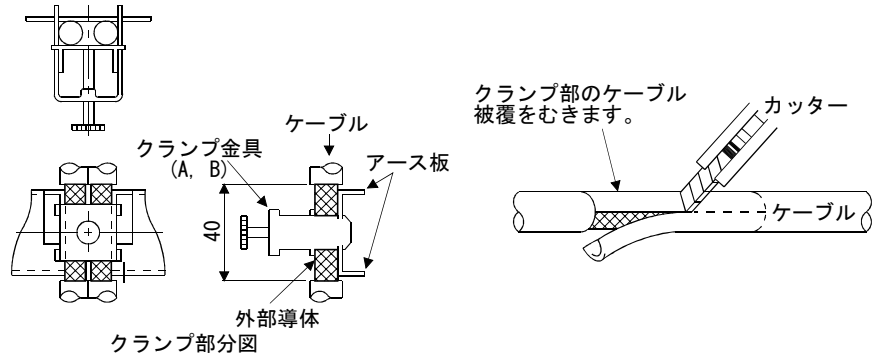 ケーブル
クランプ金具
(A, B)
アース板
40
外部導体
クランプ部分図
クランプ部のケーブル
被覆をむきます。
カッター
ケーブル